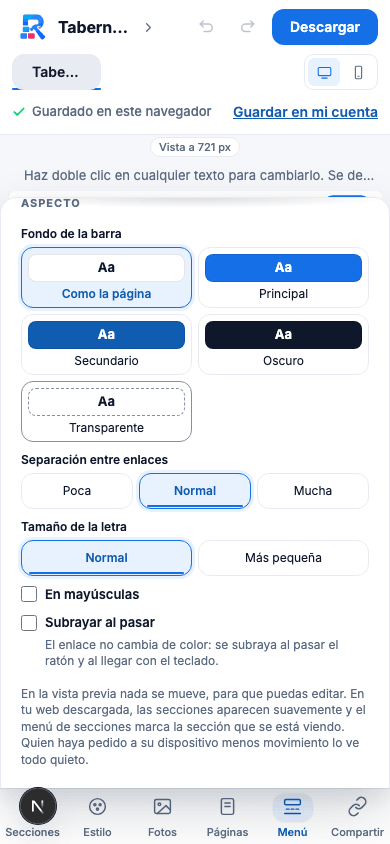 Tabern...
Descargar
Tabe...
Guardado en este navegador
Guardar en mi cuenta
Vista a 721 px
Haz doble clic en cualquier texto para cambiarlo. Se de...
ASPECTO
Fondo de la barra
Aa
Como la página
Aa
Principal
Aa
Secundario
Aa
Oscuro
Aa
Transparente
Separación entre enlaces
Poca
Normal
Mucha
Tamaño de la letra
Normal
Más pequeña
En mayúsculas
Subrayar al pasar
El enlace no cambia de color: se subraya al pasar el
ratón y al llegar con el teclado.
En la vista previa nada se mueve, para que puedas editar. En
tu web descargada, las secciones aparecen suavemente y el
menú de secciones marca la sección que se está viendo.
Quien haya pedido a su dispositivo menos movimiento lo ve
todo quieto.
N
Secciones
Estilo
Fotos
Páginas
Menú
Compartir